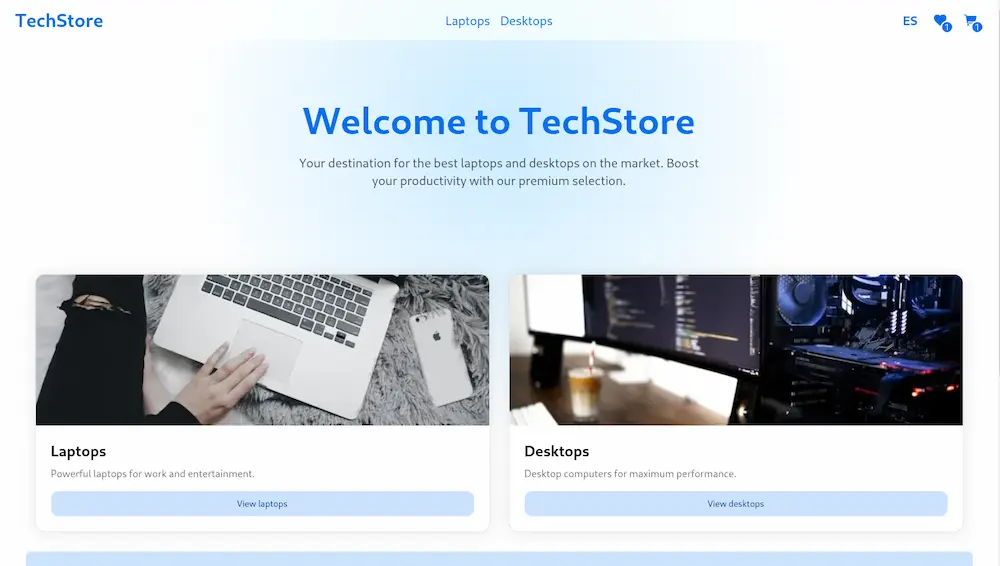 TechStore
Laptops Desktops
ES
1
1
Welcome to TechStore
Your destination for the best laptops and desktops on the market. Boost
your productivity with our premium selection.
Laptops
Powerful laptops for work and entertainment.
View laptops
Desktops
Desktop computers for maximum performance.
View desktops